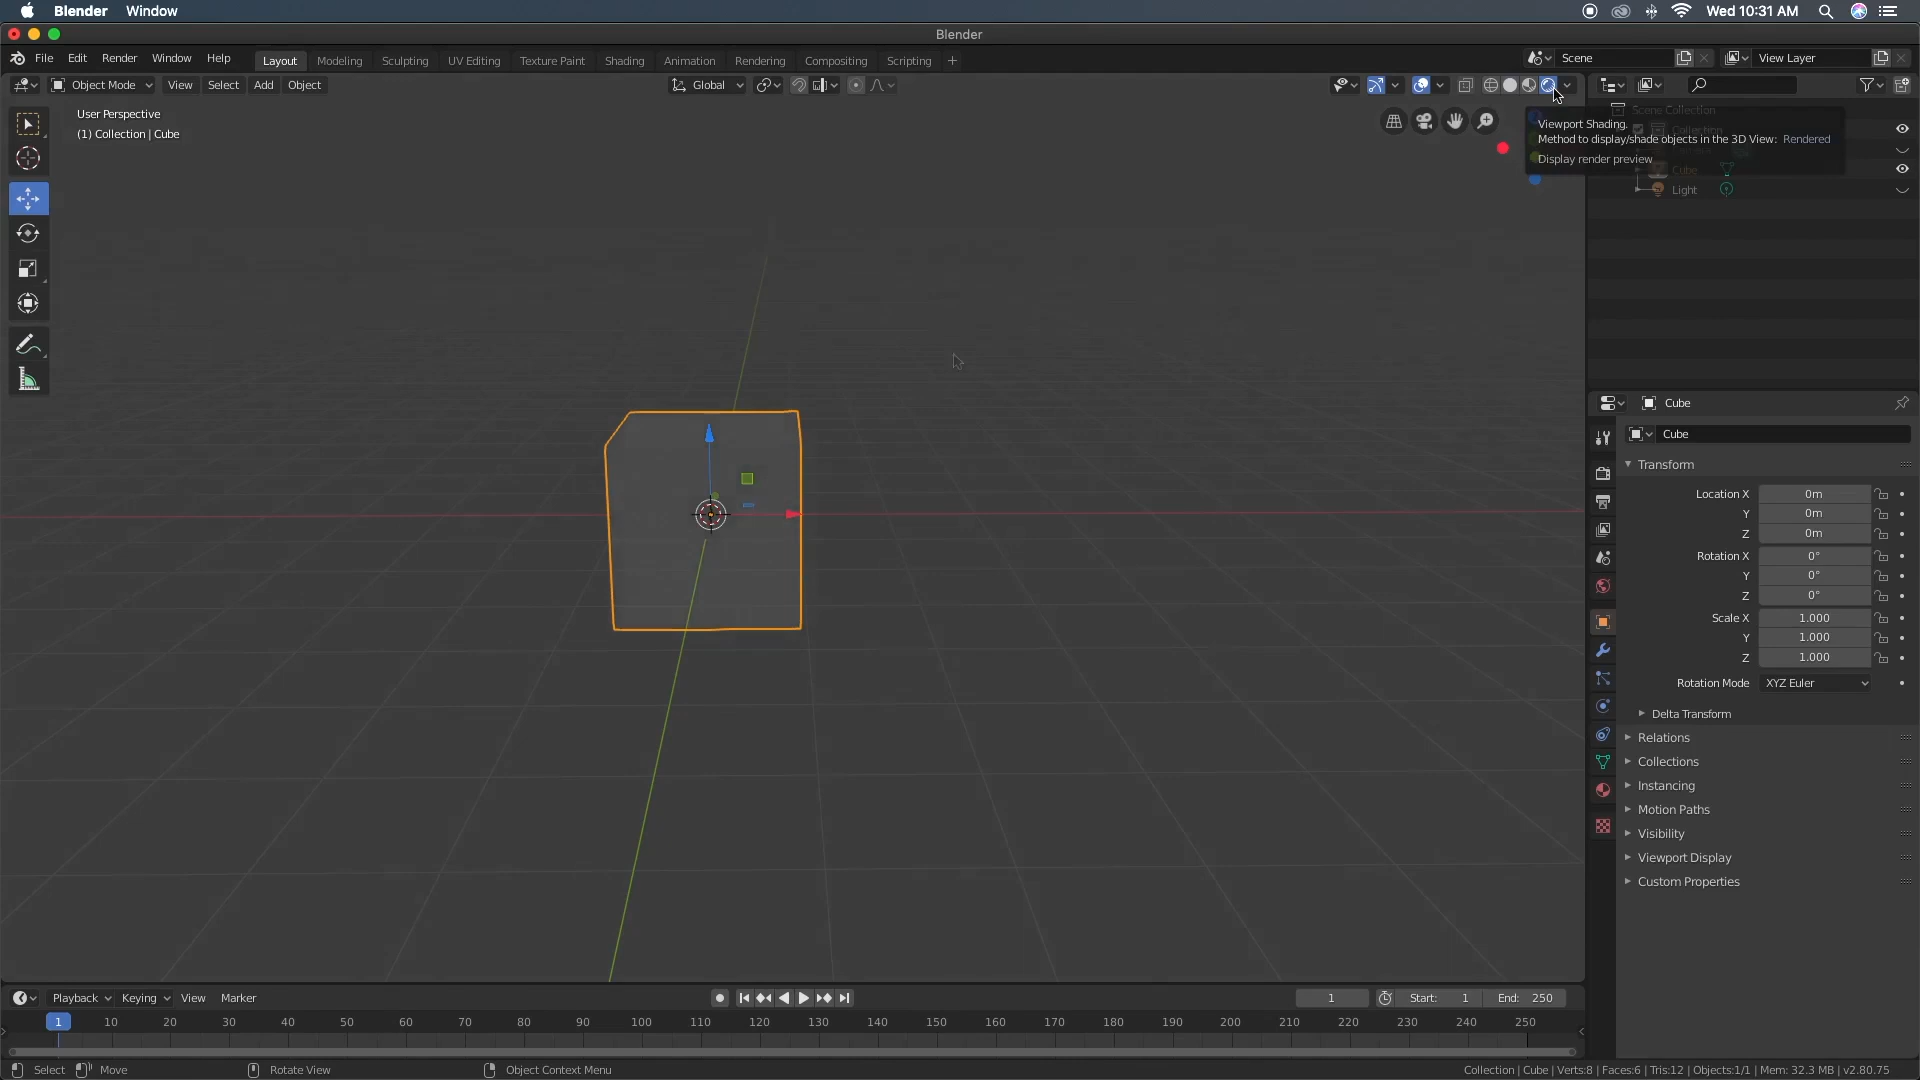 Blender Window
Wed 10:31 AM
Blender
File Edit Render Window Help
Layout Modeling Sculpting UV Editing Texture Paint Shading Animation Rendering Compositing Scripting +
Scene
View Layer
Object Mode View Select Add Object
Global
User Perspective
(1) Collection | Cube
Scene Collection
Viewport Shading.
Method to display/shade objects in the 3D View: Rendered
Display render preview
Cube
Light
Cube
Cube
Transform
Location X 0m
Y 0m
Z 0m
Rotation X 0°
Y 0°
Z 0°
Scale X 1.000
Y 1.000
Z 1.000
Rotation Mode XYZ Euler
Delta Transform
Relations
Collections
Instancing
Motion Paths
Visibility
Viewport Display
Custom Properties
Playback Keying View Marker
1
Start: 1 End: 250
1 10 20 30 40 50 60 70 80 90 100 110 120 130 140 150 160 170 180 190 200 210 220 230 240 250
Select Move Rotate View Object Context Menu
Collection | Cube | Verts:8 | Faces:6 | Tris:12 | Objects:1/1 | Mem: 32.3 MB | v2.80.75